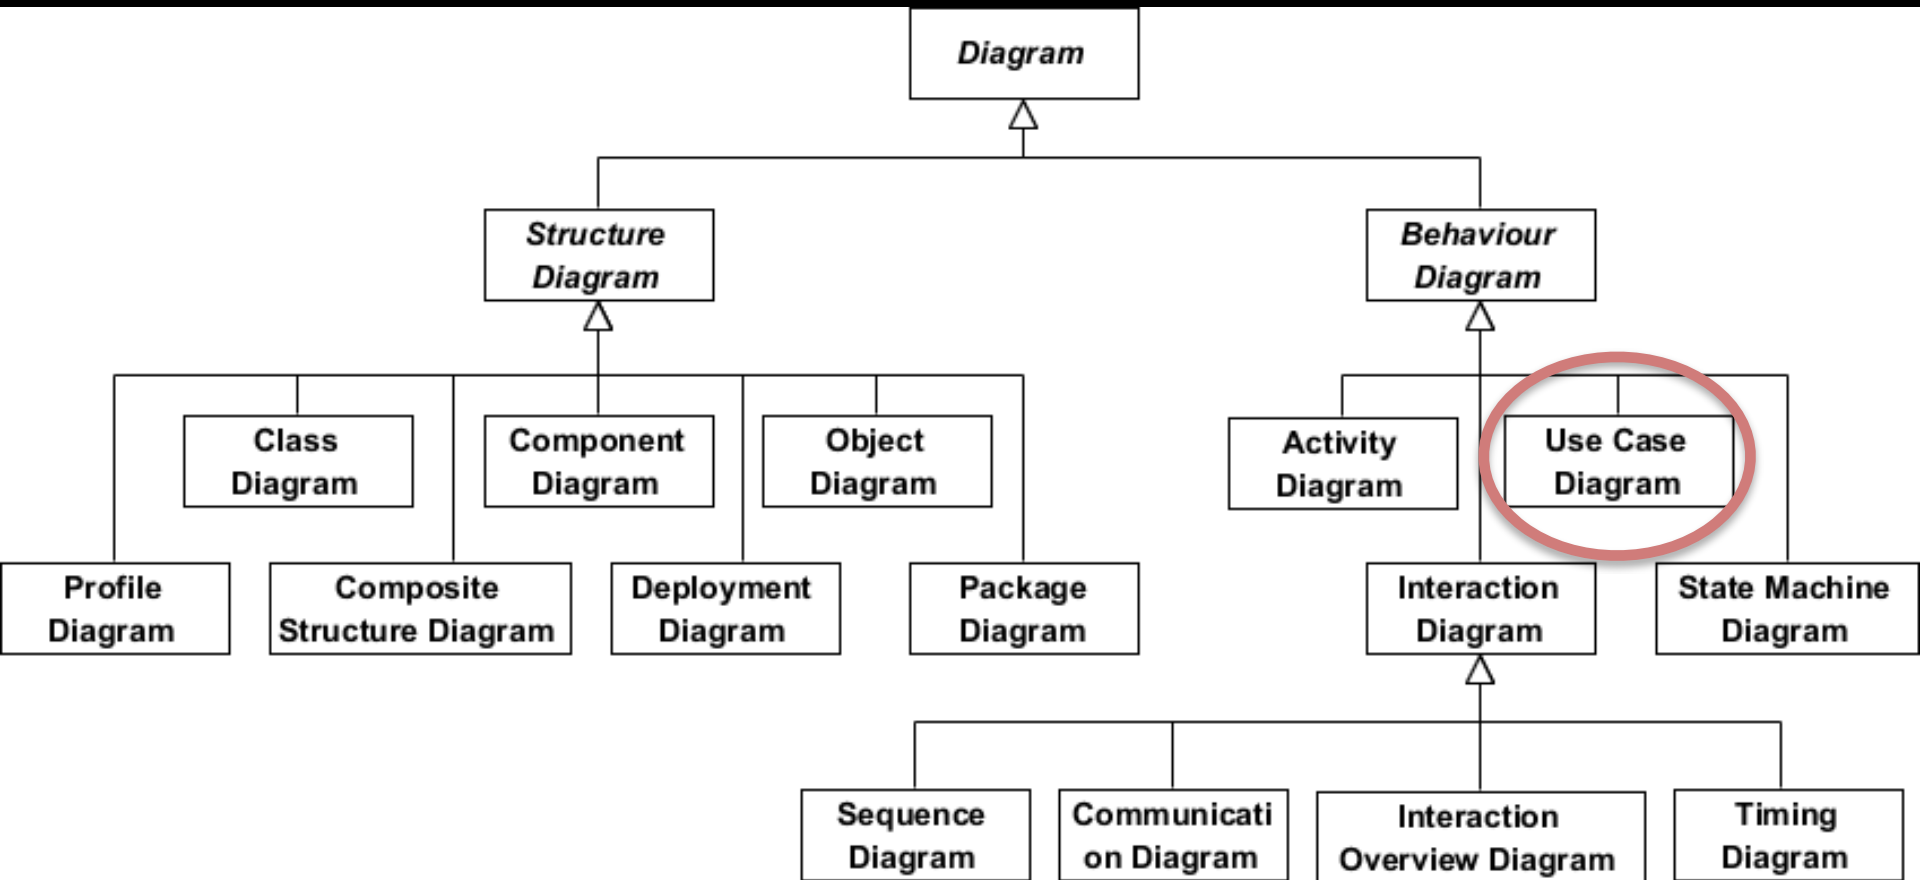 Diagram
Structure
Diagram
Behaviour
Diagram
Class
Diagram
Component
Diagram
Object
Diagram
Activity
Diagram
Use Case
Diagram
Profile
Diagram
Composite
Structure Diagram
Deployment
Diagram
Package
Diagram
Interaction
Diagram
State Machine
Diagram
Sequence
Diagram
Communicati
on Diagram
Interaction
Overview Diagram
Timing
Diagram